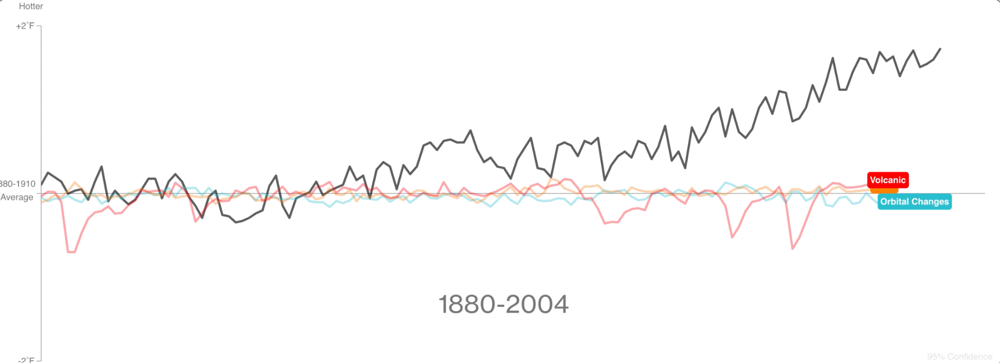 Hotter
+2°F
880-1910
Average
Volcanic
Orbital Changes
1880-2004
-2°F
95% Confidence